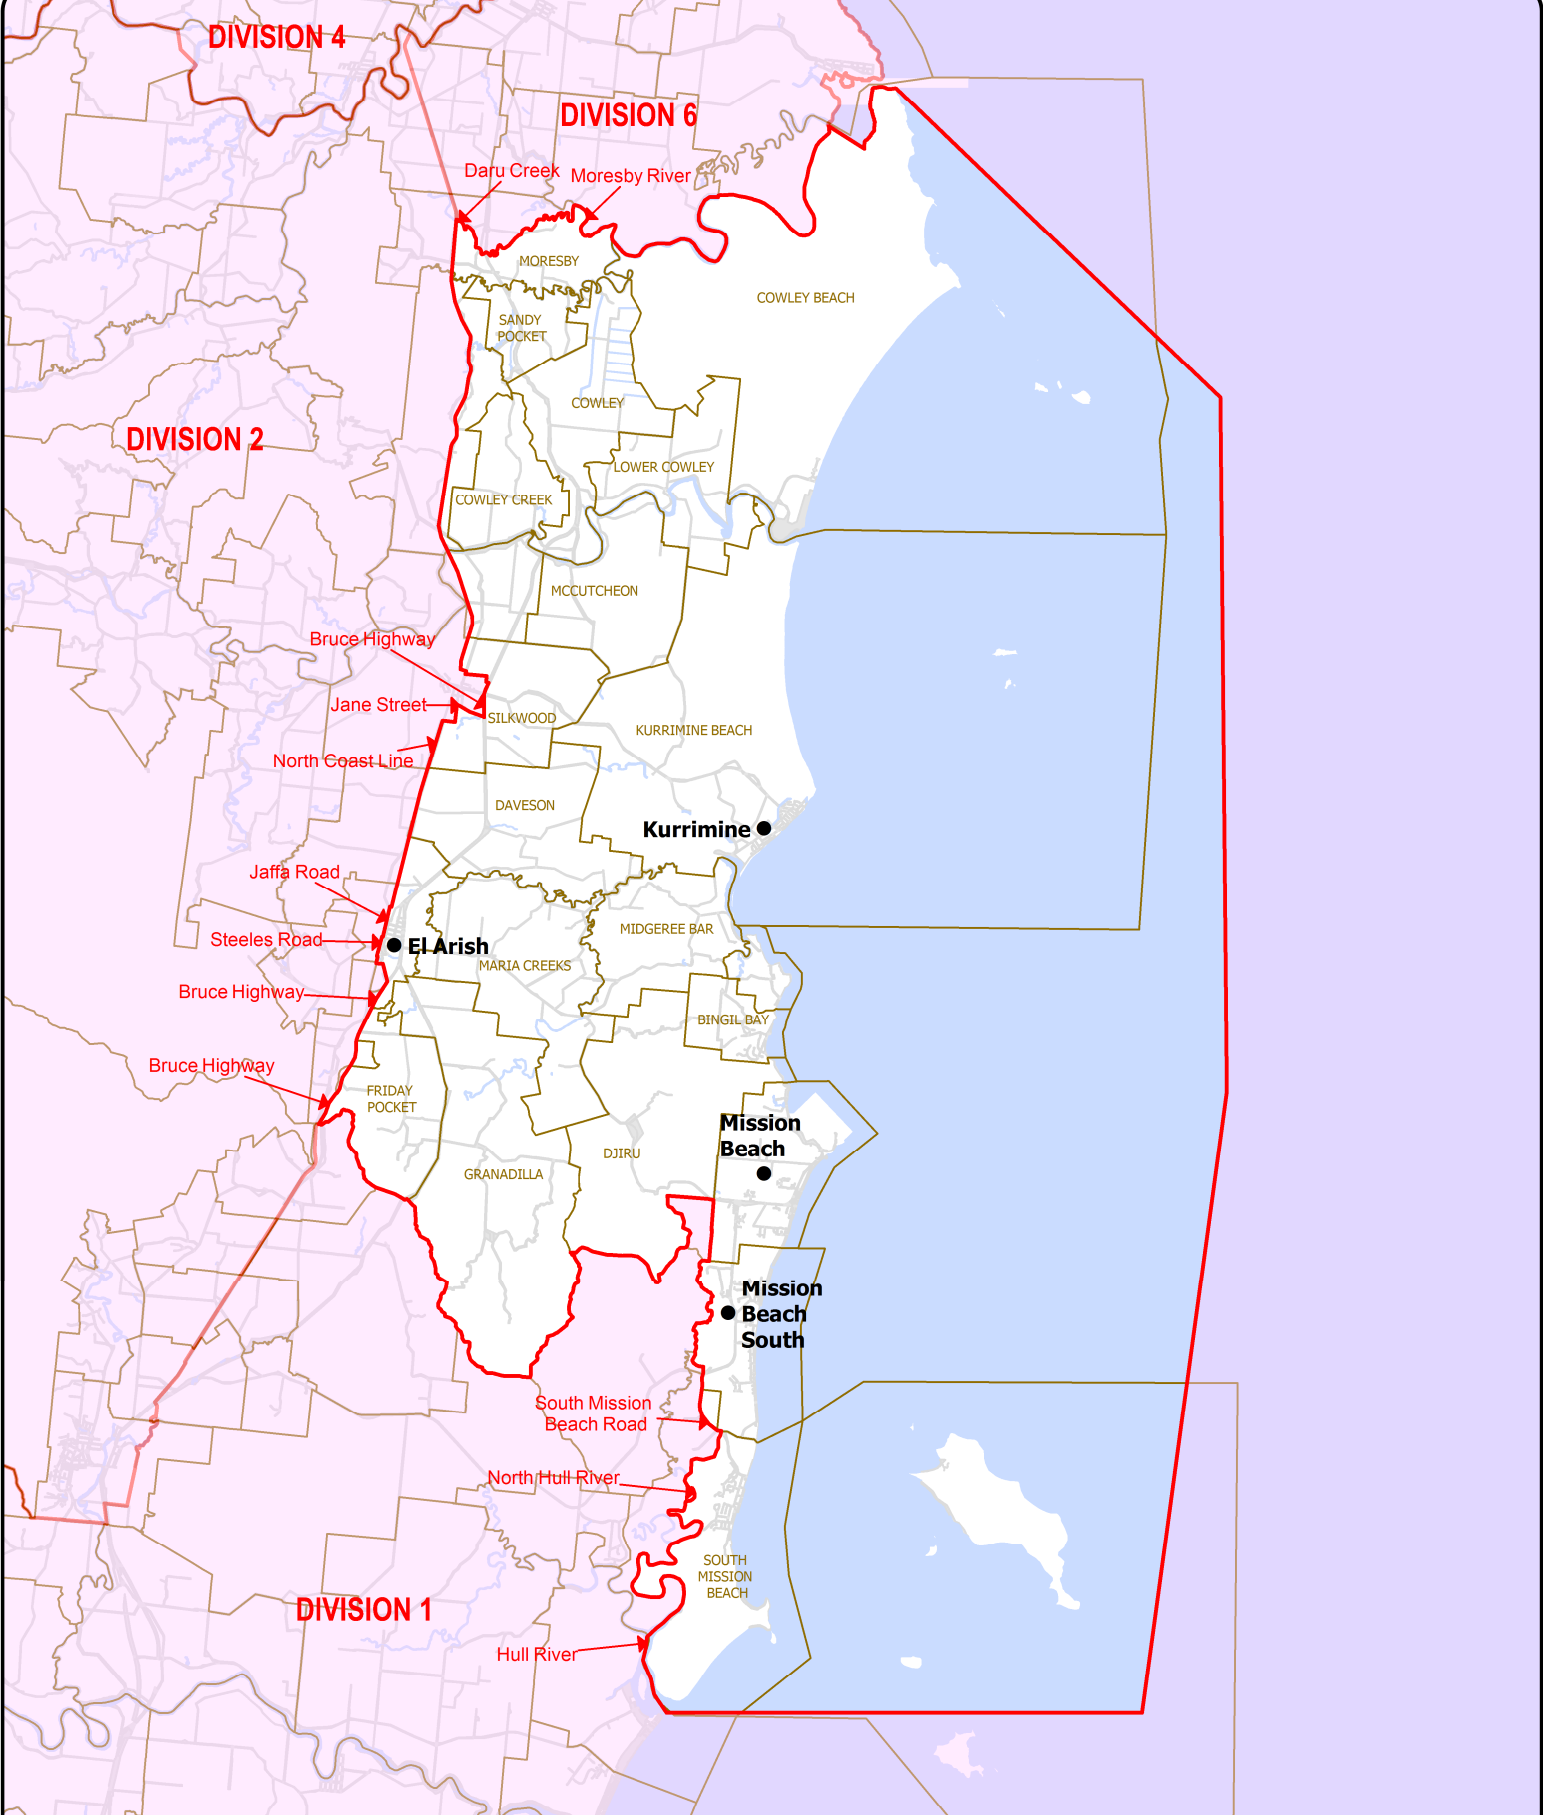 DIVISION 4
DIVISION 6
Daru Creek
Moresby River
MORESBY
COWLEY BEACH
SANDY
POCKET
COWLEY
DIVISION 2
LOWER COWLEY
COWLEY CREEK
MCCUTCHEON
Bruce Highway
Jane Street
SILKWOOD
KURRIMINE BEACH
North Coast Line
DAVESON
Kurrimine
Jaffa Road
MIDGEREE BAR
Steeles Road
El Arish
MARIA CREEKS
Bruce Highway
BINGIL BAY
Bruce Highway
FRIDAY
POCKET
Mission
Beach
DJIRU
GRANADILLA
Mission
Beach
South
South Mission
Beach Road
North Hull River
SOUTH
MISSION
BEACH
DIVISION 1
Hull River